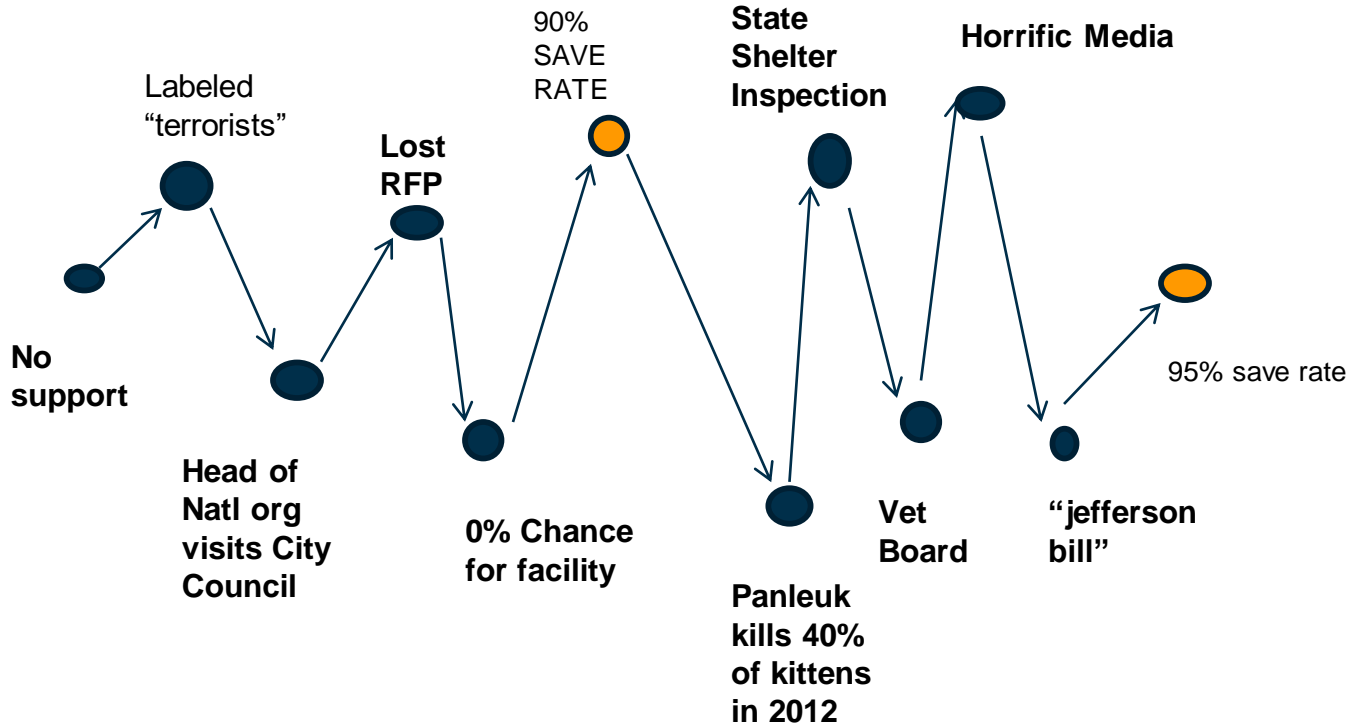 No
support
Labeled
“terrorists”
Head of
Natl org
visits City
Council
Lost
RFP
0% Chance
for facility
90%
SAVE
RATE
Panleuk
kills 40%
of kittens
in 2012
State
Shelter
Inspection
Vet
Board
Horrific Media
“jefferson
bill”
95% save rate